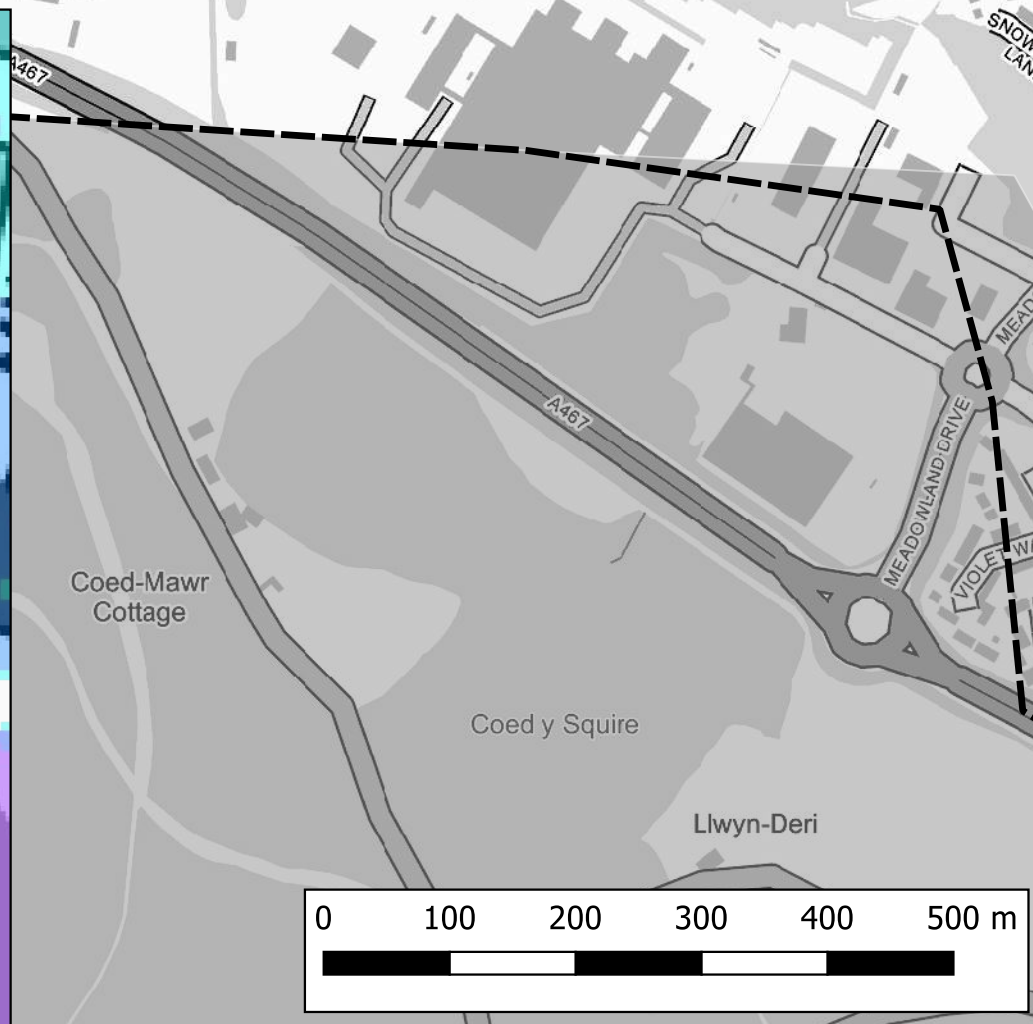 SNOW
LAN
A467
MEAD
A467
MEADOWLAND DRIVE
VIOLET WA
Coed-Mawr
Cottage
Coed y Squire
Llwyn-Deri
0 100 200 300 400 500 m